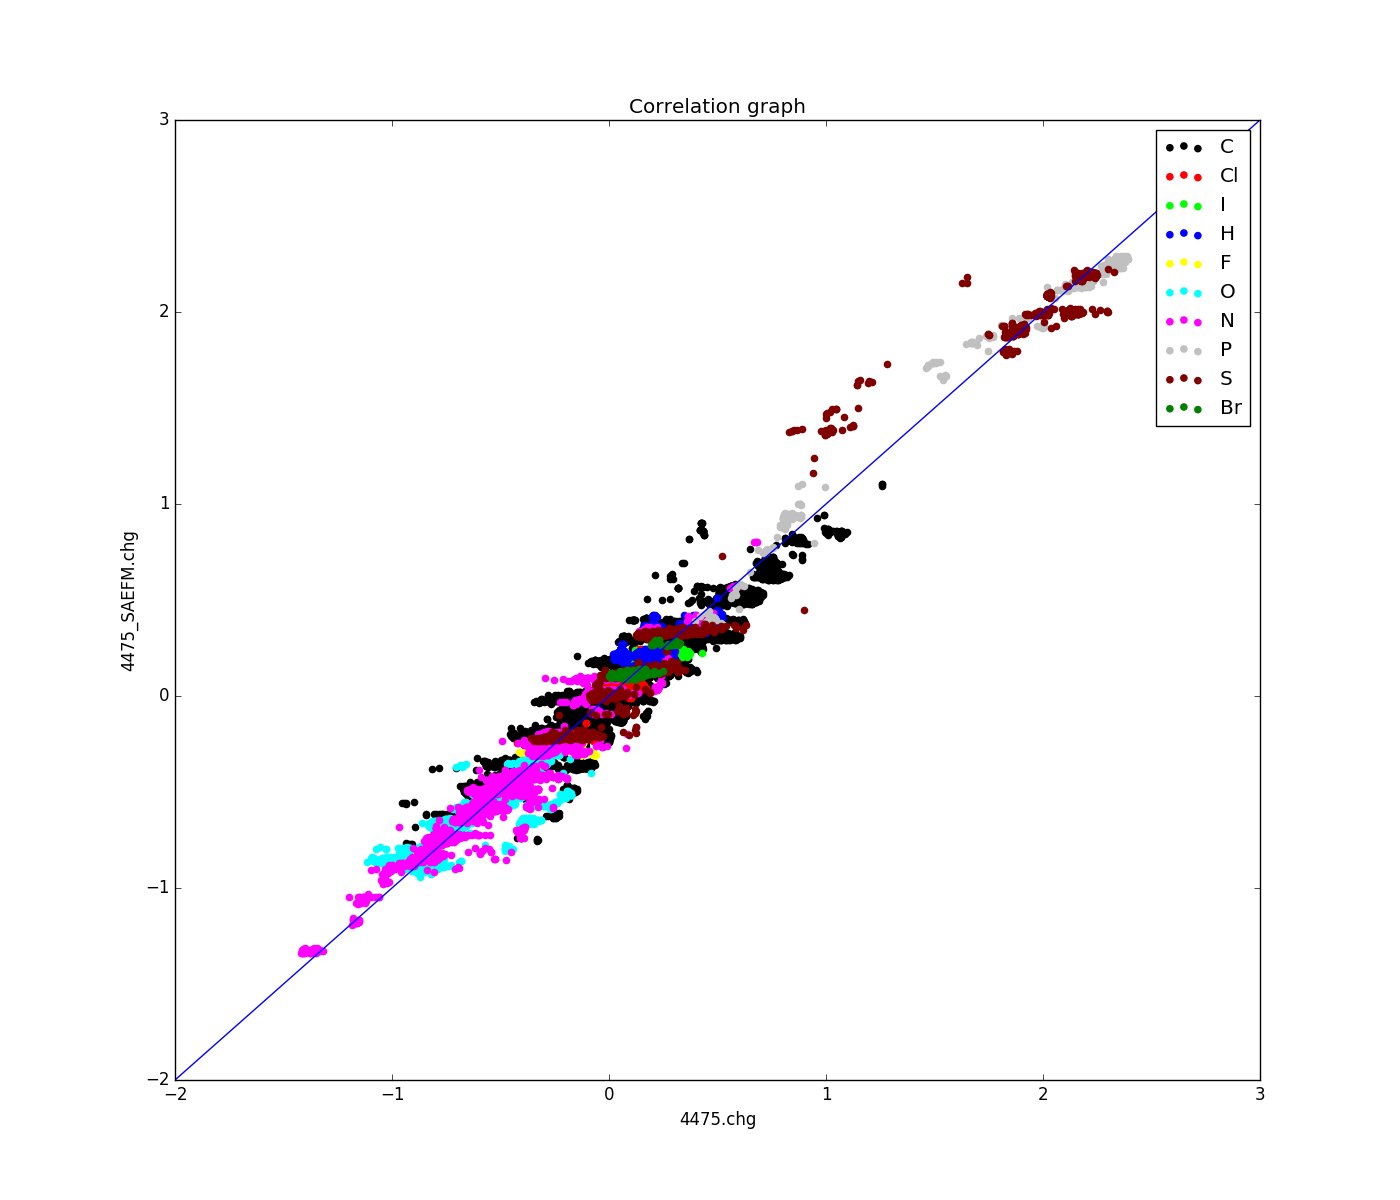 Correlation graph
3
2
1
0
−1
−2
−2
−1
0
1
2
3
4475_SAEFM.chg
4475.chg
C
Cl
I
H
F
O
N
P
S
Br